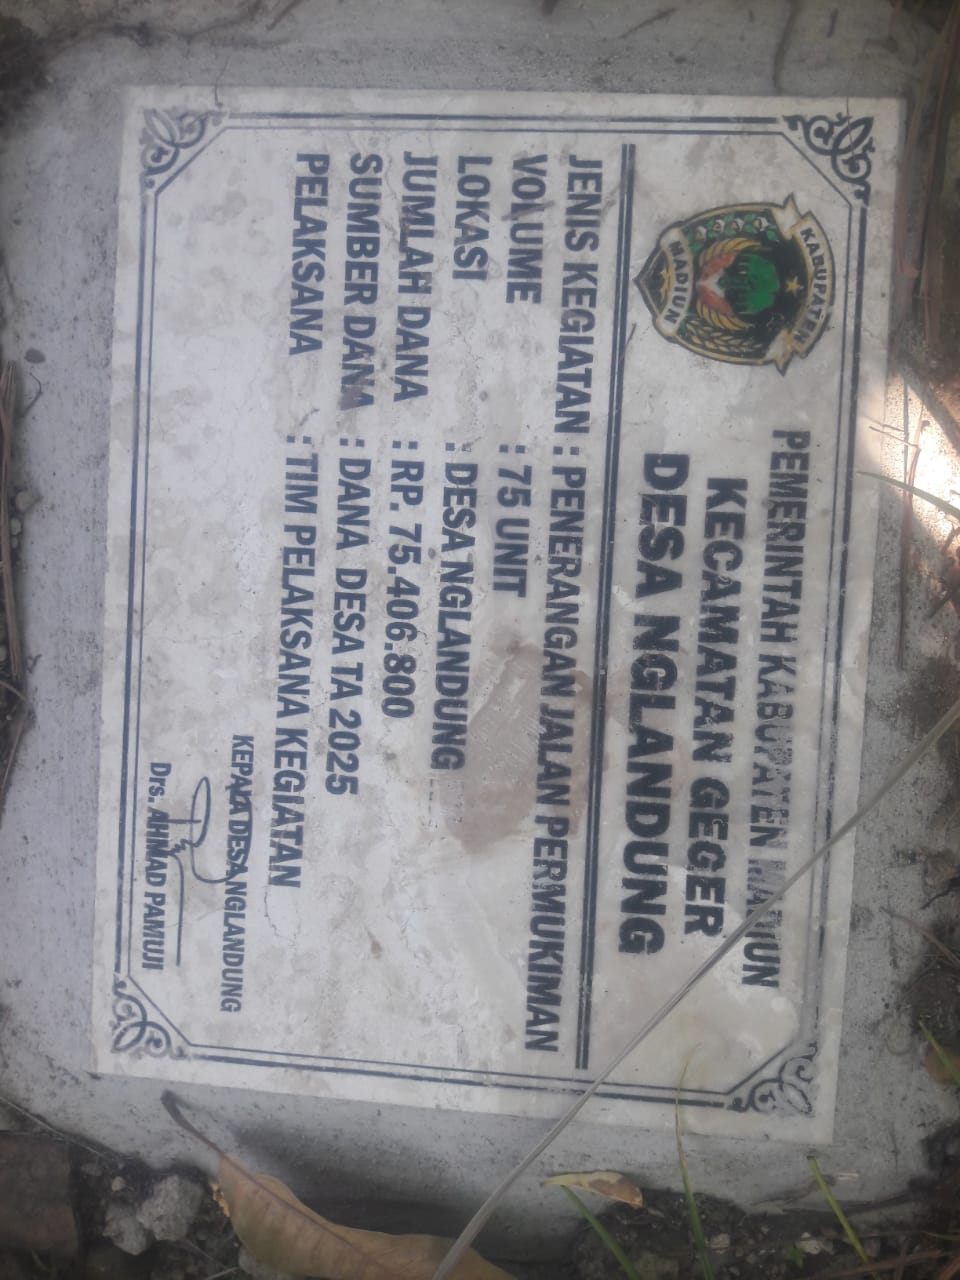 KABUPATEN
MADIUN
PEMERINTAH KABUPATEN MADIUN
KECAMATAN GEGER
DESA NGLANDUNG
JENIS KEGIATAN : PENERANGAN JALAN PERMUKIMAN
VOLUME : 75 UNIT
LOKASI : DESA NGLANDUNG
JUMLAH DANA : RP. 75.406.800
SUMBER DANA : DANA DESA TA 2025
PELAKSANA : TIM PELAKSANA KEGIATAN
KEPALA DESA NGLANDUNG
Drs. AHMAD PAMUJI